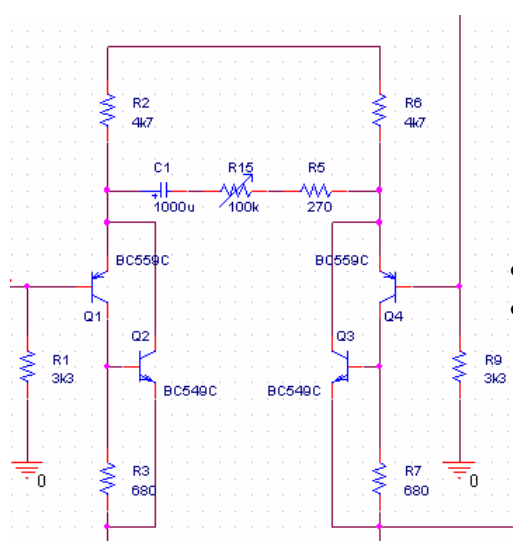 R2
4k7
R6
4k7
C1
R15
R5
+
1000u
100k
270
BC559C
BC559C
Q1
Q4
Q2
Q3
R1
3k3
BC549C
BC549C
R9
3k3
R3
680
R7
680
0
0